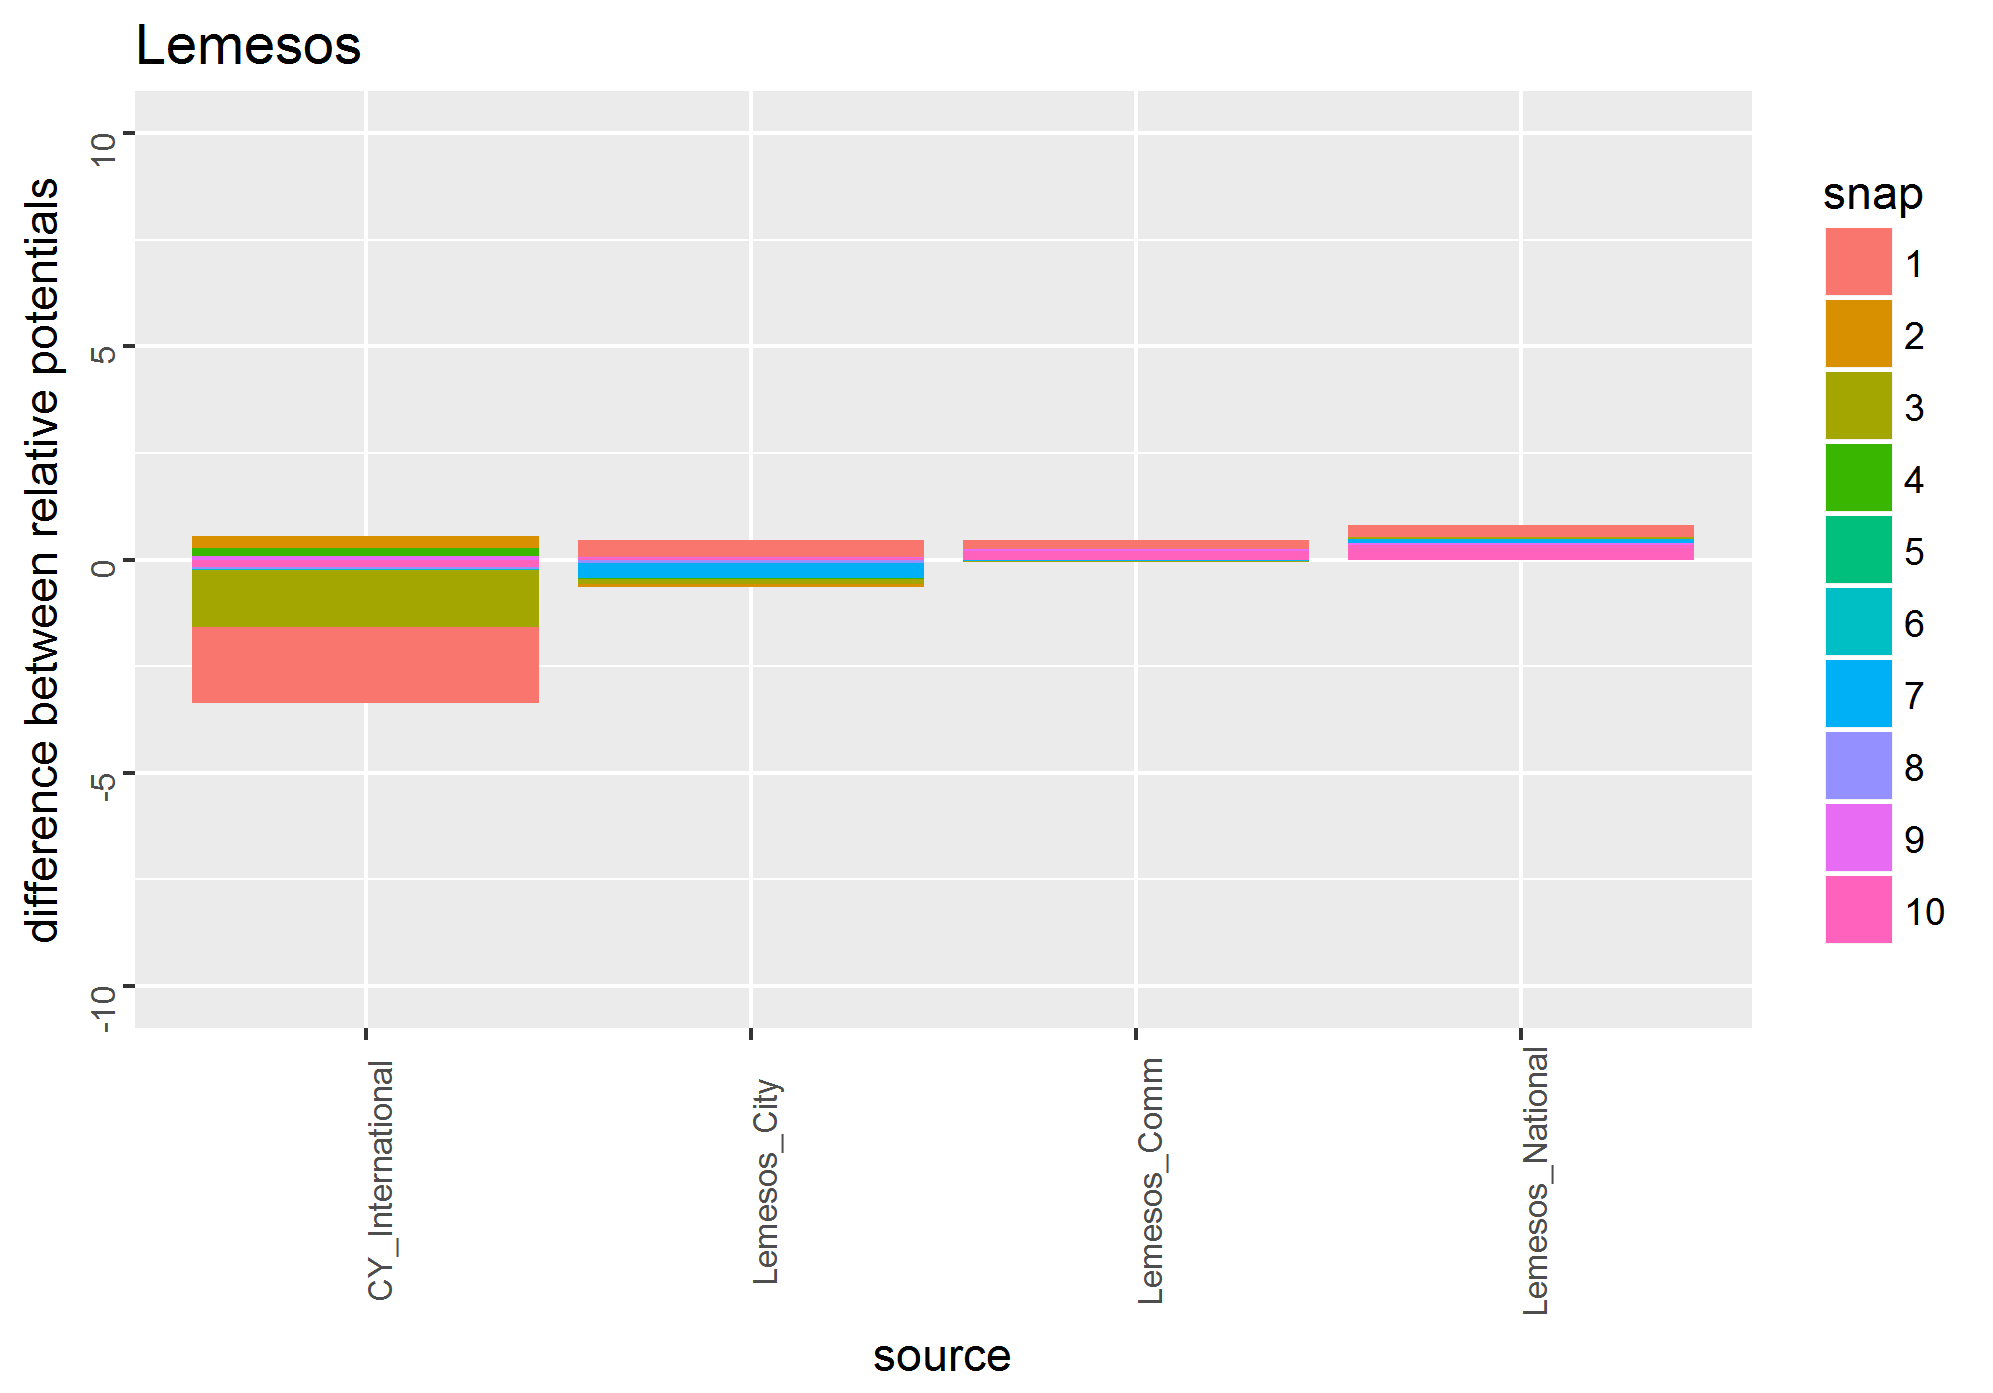 Lemesos
difference between relative potentials
10
5
0
-5
-10
CY_International
Lemesos_City
Lemesos_Comm
Lemesos_National
source
snap
1
2
3
4
5
6
7
8
9
10